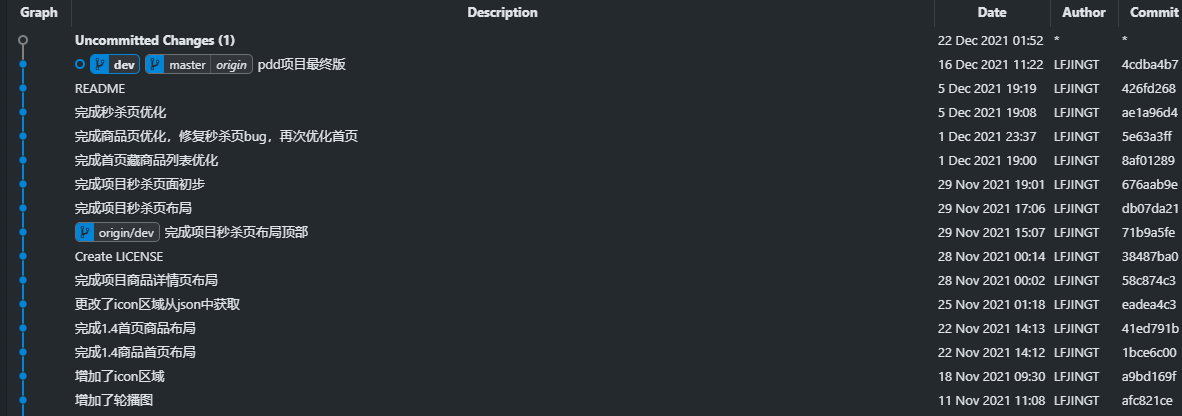 Graph Description Date Author Commit
Uncommitted Changes (1) 22 Dec 2021 01:52 * *
dev master origin pdd项目最终版 16 Dec 2021 11:22 LFJINGT 4cdba4b7
README 5 Dec 2021 19:19 LFJINGT 426fd268
完成秒杀页优化 5 Dec 2021 19:08 LFJINGT ae1a96d4
完成商品页优化，修复秒杀页bug，再次优化首页 1 Dec 2021 23:37 LFJINGT 5e63a3ff
完成首页藏商品列表优化 1 Dec 2021 19:00 LFJINGT 8af01289
完成项目秒杀页面初步 29 Nov 2021 19:01 LFJINGT 676aab9e
完成项目秒杀页布局 29 Nov 2021 17:06 LFJINGT db07da21
origin/dev 完成项目秒杀页布局顶部 29 Nov 2021 15:07 LFJINGT 71b9a5fe
Create LICENSE 28 Nov 2021 00:14 LFJINGT 38487ba0
完成项目商品详情页布局 28 Nov 2021 00:02 LFJINGT 58c874c3
更改了icon区域从json中获取 25 Nov 2021 01:18 LFJINGT eadea4c3
完成1.4首页商品布局 22 Nov 2021 14:13 LFJINGT 41ed791b
完成1.4商品首页布局 22 Nov 2021 14:12 LFJINGT 1bce6c00
增加了icon区域 18 Nov 2021 09:30 LFJINGT a9bd169f
增加了轮播图 11 Nov 2021 11:08 LFJINGT afc821ce